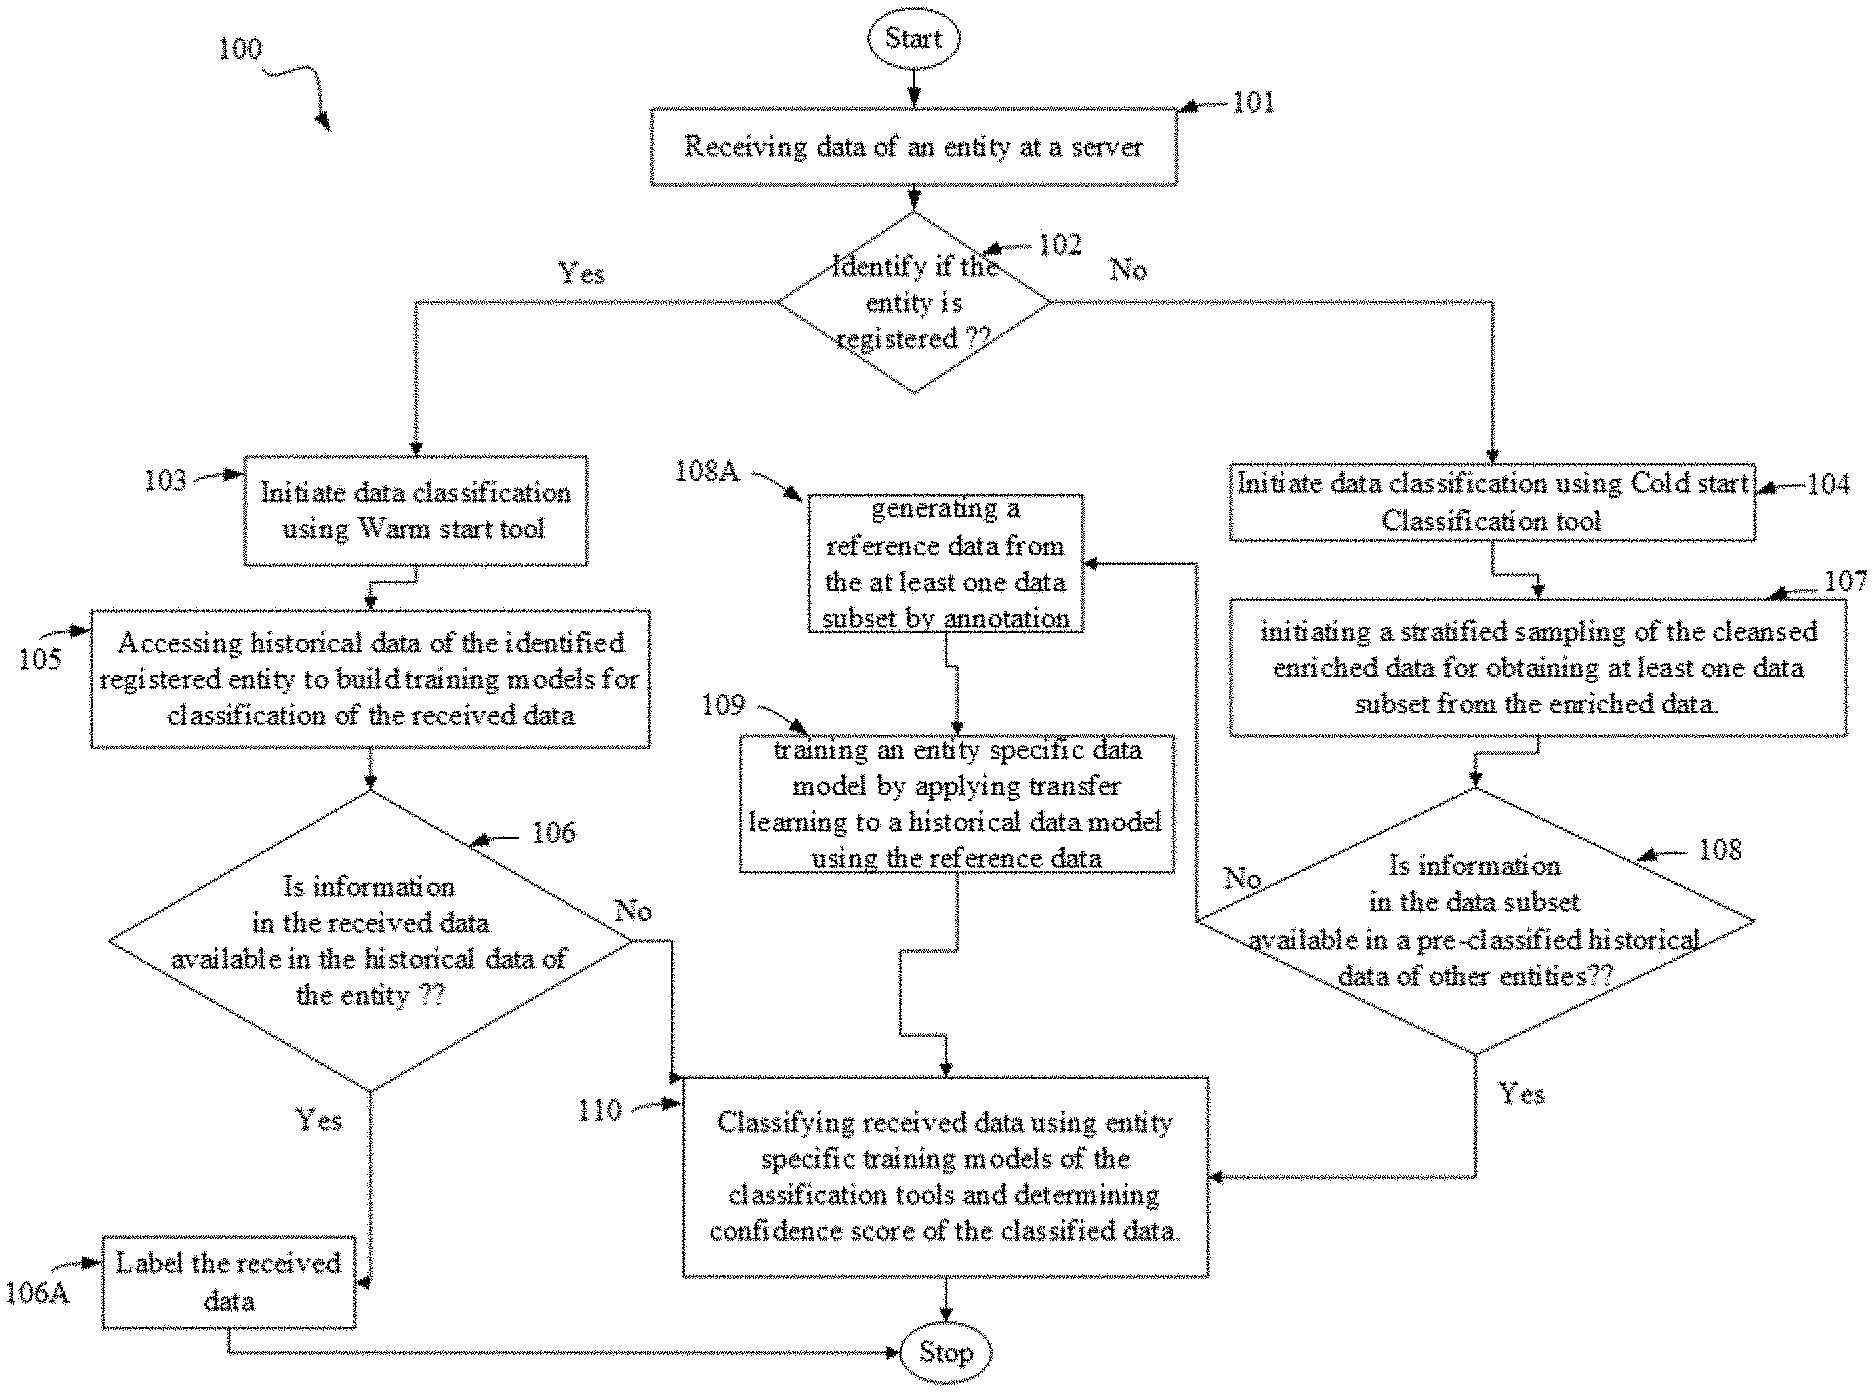 Start
100
101
Receiving data of an entity at a server
102
Identify if the
entity is
registered ??
Yes
No
103
Initiate data classification
using Warm start tool
108A
generating a
reference data from
the at least one data
subset by annotation
104
Initiate data classification using Cold start
Classification tool
105
Accessing historical data of the identified
registered entity to build training models for
classification of the received data
107
initiating a stratified sampling of the cleansed
enriched data for obtaining at least one data
subset from the enriched data.
109
training an entity specific data
model by applying transfer
learning to a historical data model
using the reference data
106
Is information
in the received data
available in the historical data of
the entity ??
No
Yes
108
Is information
in the data subset
available in a pre-classified historical
data of other entities??
No
Yes
110
Classifying received data using entity
specific training models of the
classification tools and determining
confidence score of the classified data.
106A
Label the received
data
Stop